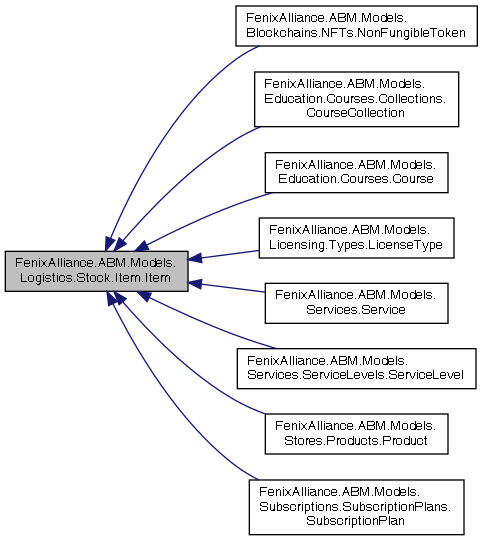 FenixAlliance.ABM.Models.
Blockchains.NFTs.NonFungibleToken
FenixAlliance.ABM.Models.
Education.Courses.Collections.
CourseCollection
FenixAlliance.ABM.Models.
Education.Courses.Course
FenixAlliance.ABM.Models.
Licensing.Types.LicenseType
FenixAlliance.ABM.Models.
Logistics.Stock.Item.Item
FenixAlliance.ABM.Models.
Services.Service
FenixAlliance.ABM.Models.
Services.ServiceLevels.ServiceLevel
FenixAlliance.ABM.Models.
Stores.Products.Product
FenixAlliance.ABM.Models.
Subscriptions.SubscriptionPlans.
SubscriptionPlan